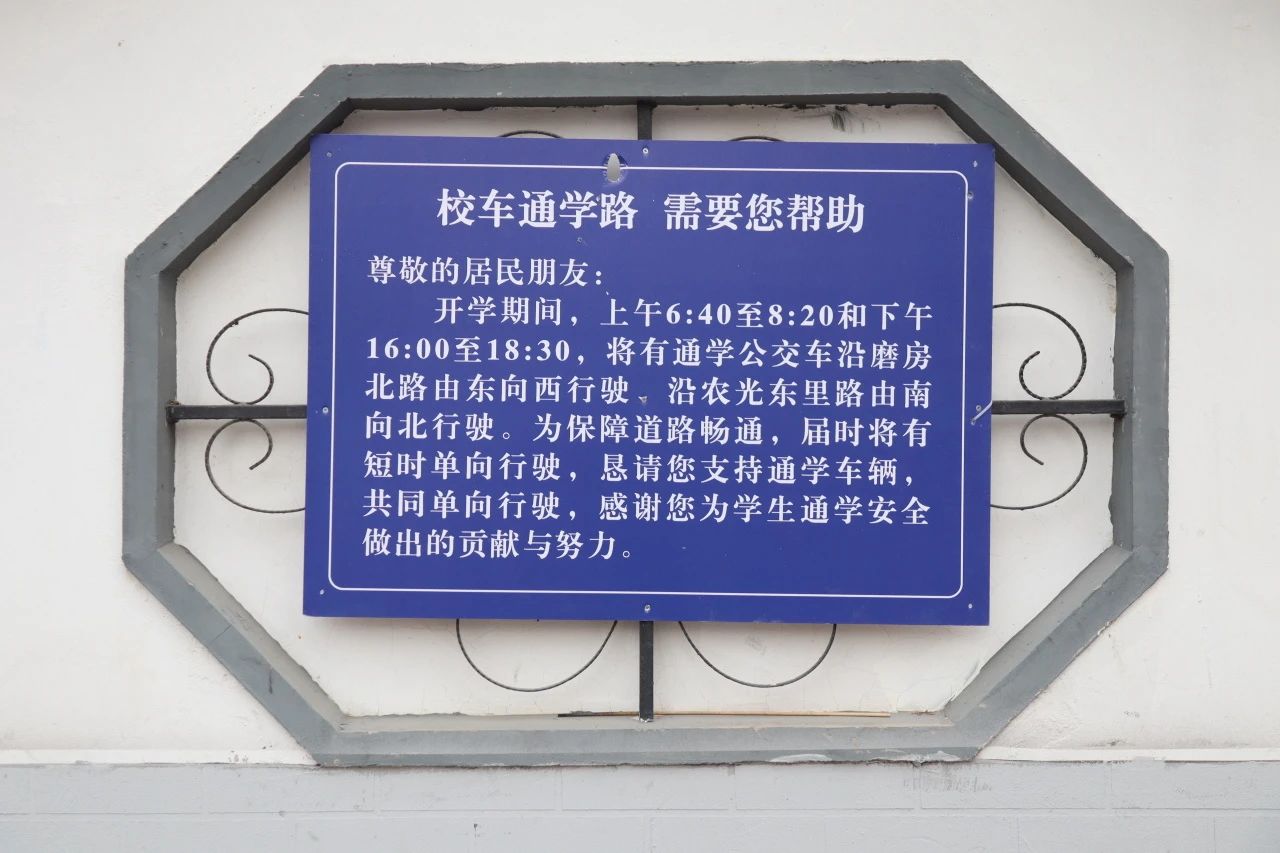 校车通学路 需要您帮助
尊敬的居民朋友：
开学期间，上午6:40至8:20和下午
16:00至18:30，将有通学公交车沿磨房
北路由东向西行驶、沿农光东里路由南
向北行驶。为保障道路畅通，届时将有
短时单向行驶，恳请您支持通学车辆，
共同单向行驶，感谢您为学生通学安全
做出的贡献与努力。